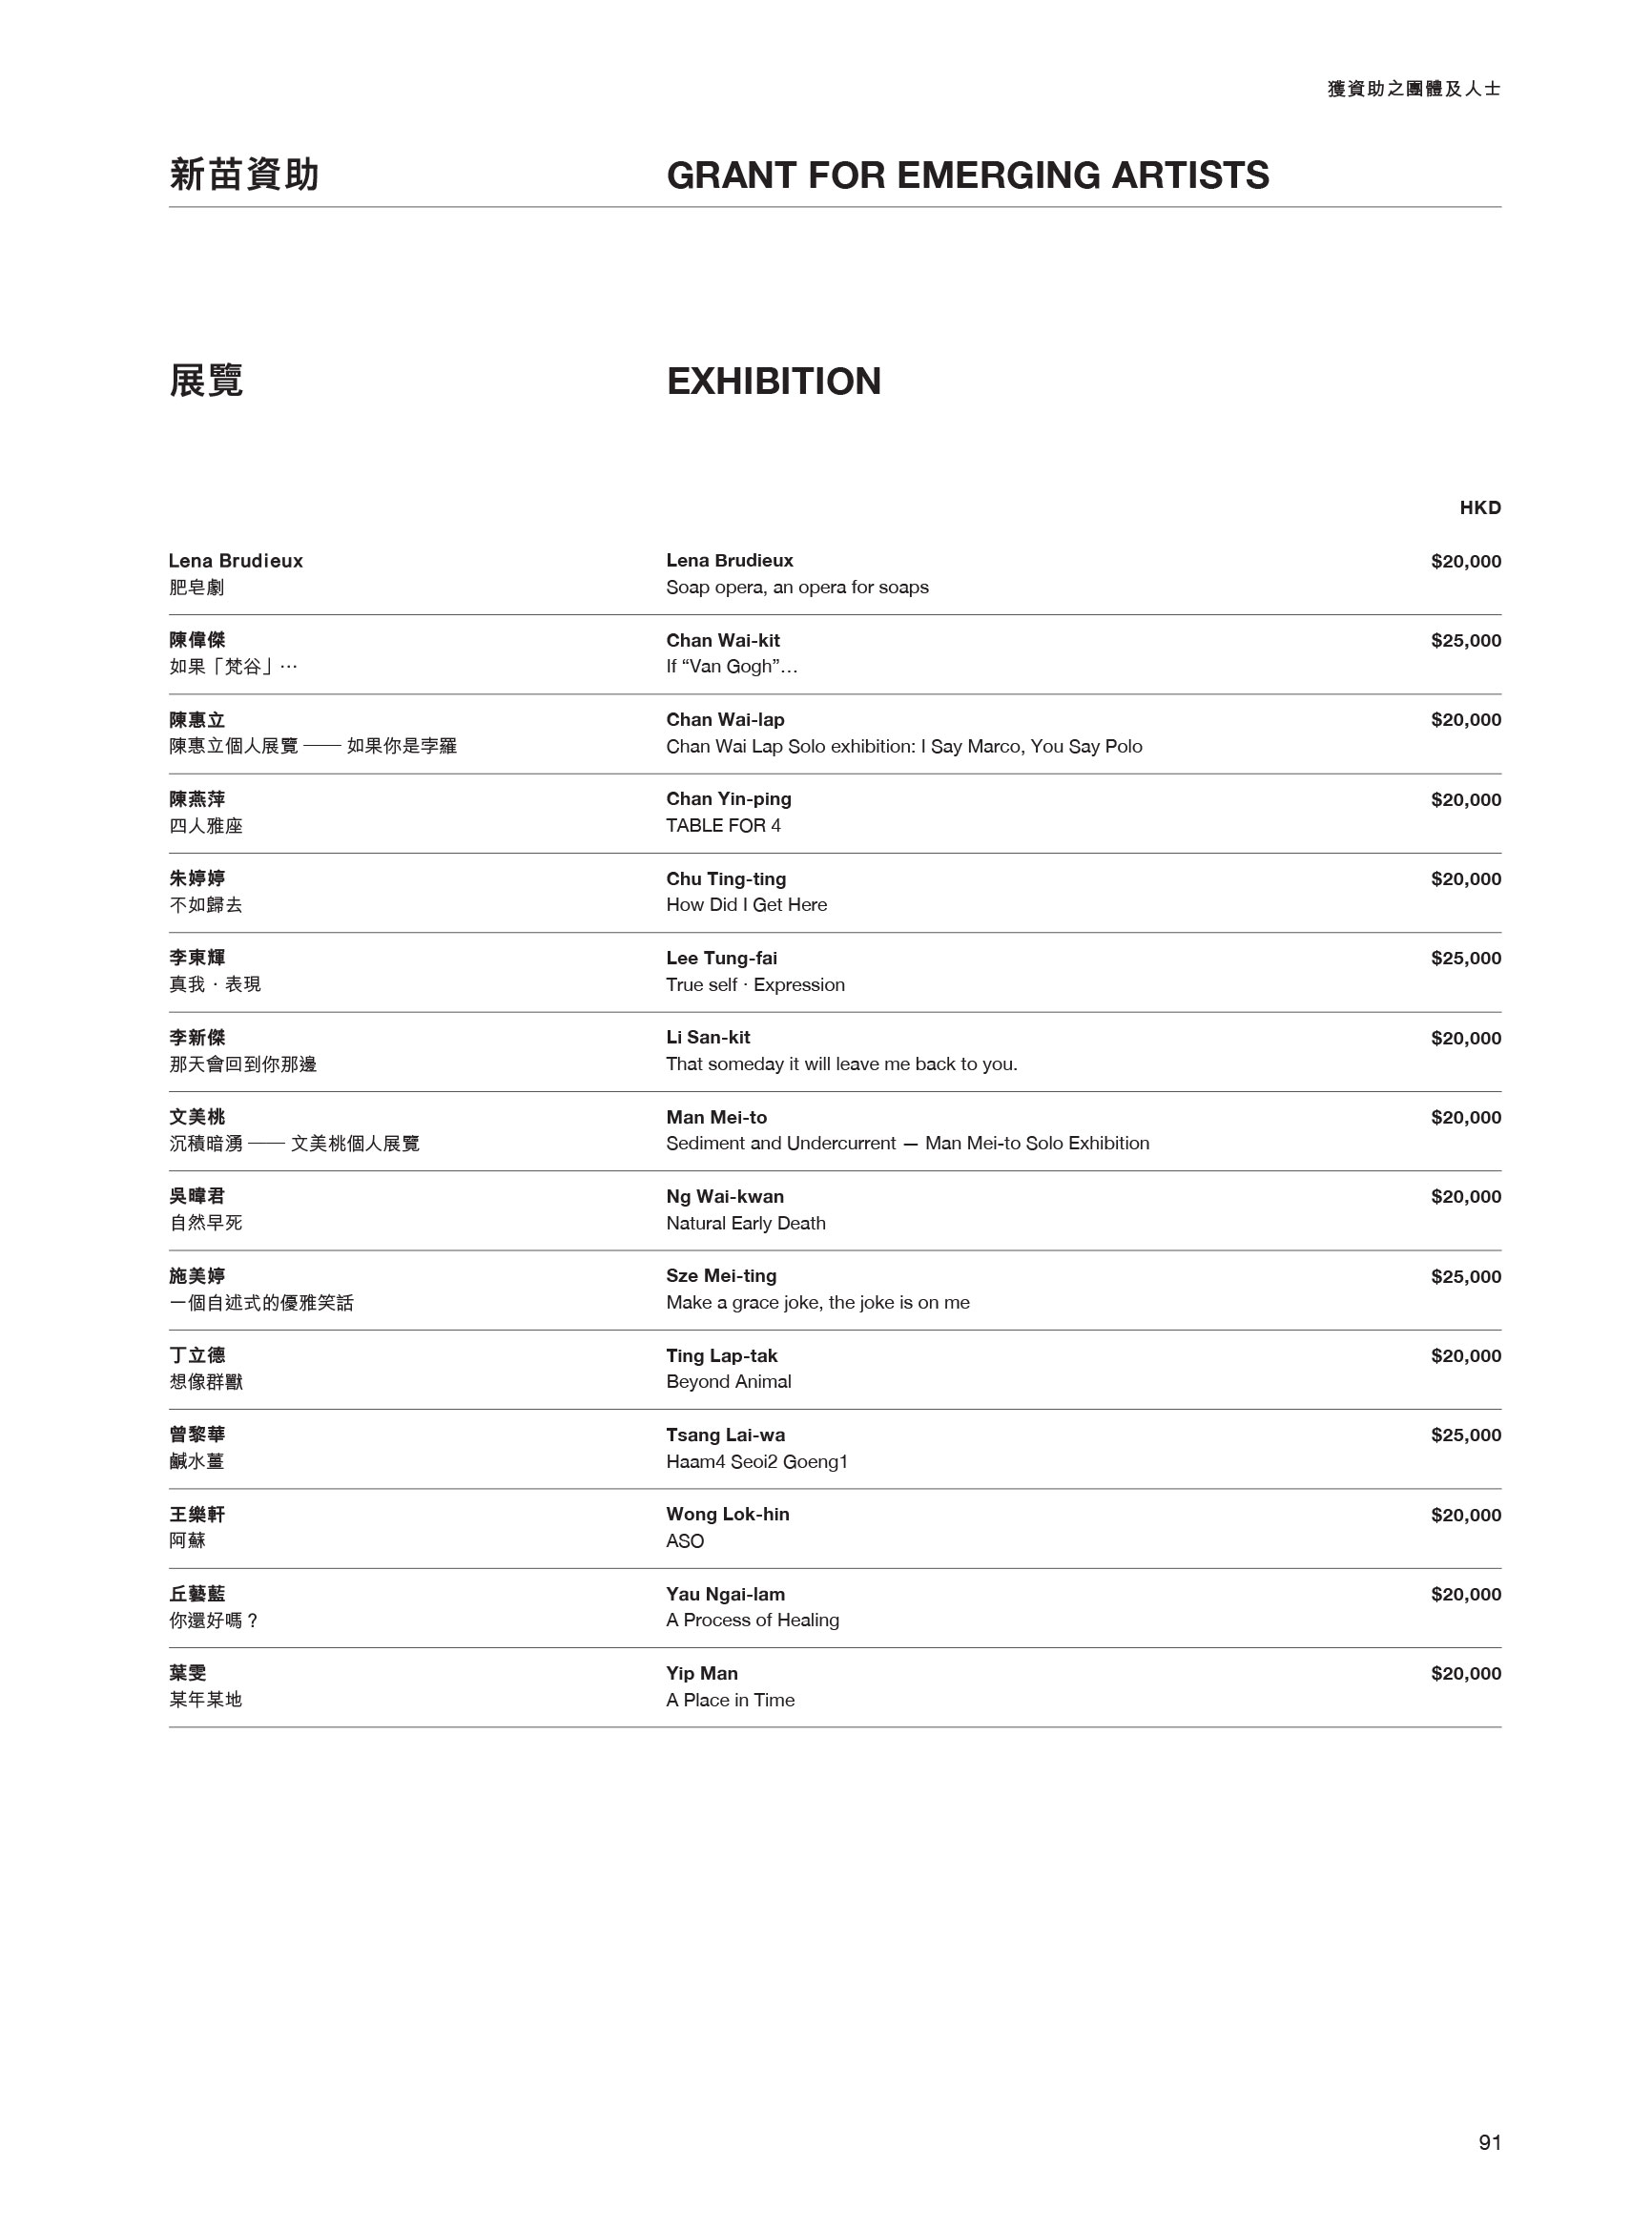 獲資助之團體及人士
新苗資助 GRANT FOR EMERGING ARTISTS
展覽 EXHIBITION
HKD
Lena Brudieux Lena Brudieux $20,000
肥皂劇 Soap opera, an opera for soaps
陳偉傑 Chan Wai-kit $25,000
如果「梵谷」… If “Van Gogh”…
陳惠立 Chan Wai-lap $20,000
陳惠立個人展覽 —— 如果你是孛羅 Chan Wai Lap Solo exhibition: I Say Marco, You Say Polo
陳燕萍 Chan Yin-ping $20,000
四人雅座 TABLE FOR 4
朱婷婷 Chu Ting-ting $20,000
不如歸去 How Did I Get Here
李東輝 Lee Tung-fai $25,000
真我．表現 True self · Expression
李新傑 Li San-kit $20,000
那天會回到你那邊 That someday it will leave me back to you.
文美桃 Man Mei-to $20,000
沉積暗湧 —— 文美桃個人展覽 Sediment and Undercurrent — Man Mei-to Solo Exhibition
吳暐君 Ng Wai-kwan $20,000
自然早死 Natural Early Death
施美婷 Sze Mei-ting $25,000
一個自述式的優雅笑話 Make a grace joke, the joke is on me
丁立德 Ting Lap-tak $20,000
想像群獸 Beyond Animal
曾黎華 Tsang Lai-wa $25,000
鹹水薑 Haam4 Seoi2 Goeng1
王樂軒 Wong Lok-hin $20,000
阿蘇 ASO
丘藝藍 Yau Ngai-lam $20,000
你還好嗎？ A Process of Healing
葉雯 Yip Man $20,000
某年某地 A Place in Time
91